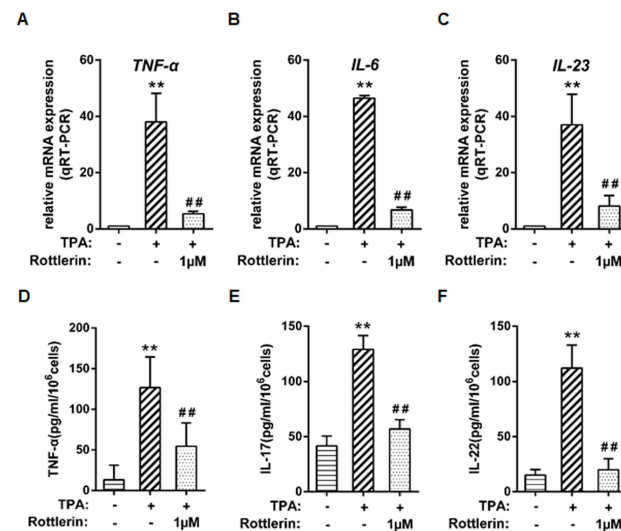 A
TNF-α
relative mRNA expression
(qRT-PCR)
60
40
20
0
**
##
TPA: - + +
Rottlerin: - - 1μM
B
IL-6
relative mRNA expression
(qRT-PCR)
60
40
20
0
**
##
TPA: - + +
Rottlerin: - - 1μM
C
IL-23
relative mRNA expression
(qRT-PCR)
60
40
20
0
**
##
TPA: - + +
Rottlerin: - - 1μM
D
TNF-α(pg/ml/10⁶cells)
200
150
100
50
0
**
##
TPA: - + +
Rottlerin: - - 1μM
E
IL-17(pg/ml/10⁶cells)
150
100
50
0
**
##
TPA: - + +
Rottlerin: - - 1μM
F
IL-22(pg/ml/10⁶cells)
150
100
50
0
**
##
TPA: - + +
Rottlerin: - - 1μM